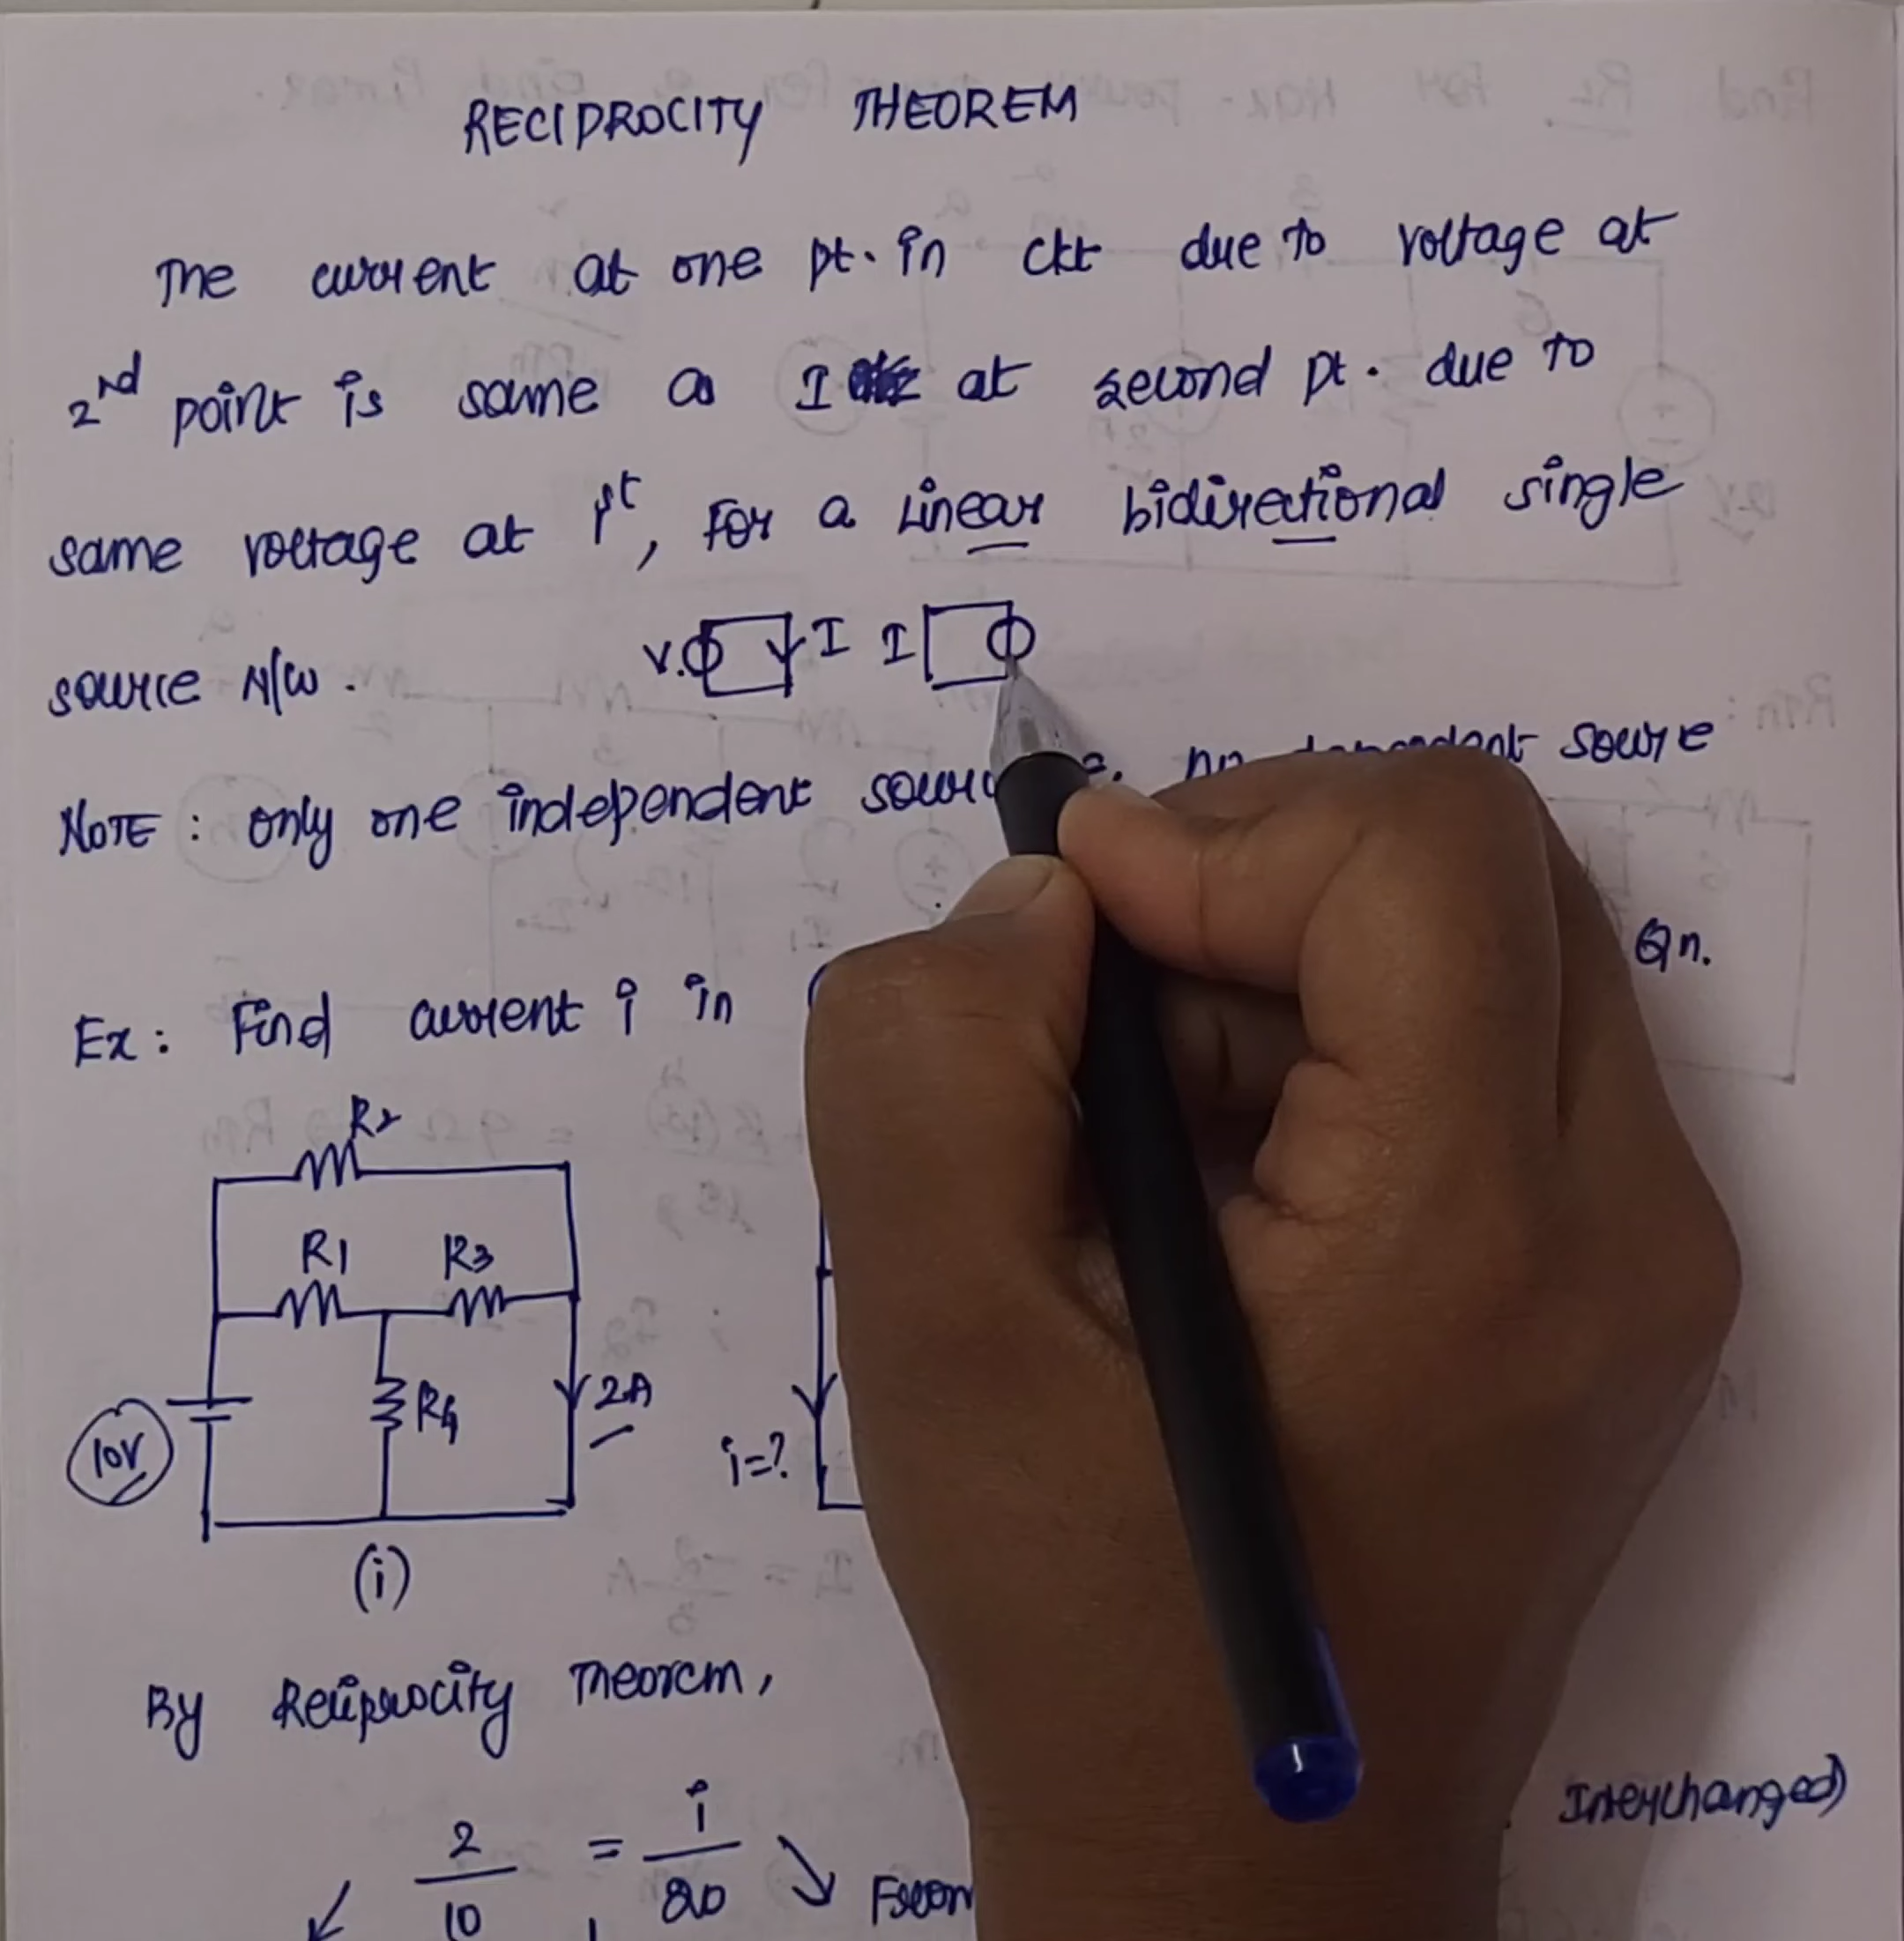 RECIPROCITY THEOREM
The current at one pt. in ckt due to voltage at
2nd point is same as I at second pt. due to
same voltage at 1st, For a Linear bidirectional single
source N/W.
V. I I
NOTE : only one independent source
Ex : Find current i in
Qn.
R2
R1 R3
R4
2A
10V
i=?
(i)
By Reciprocity Theorem,
Interchanged)
2/10 = i/20
From